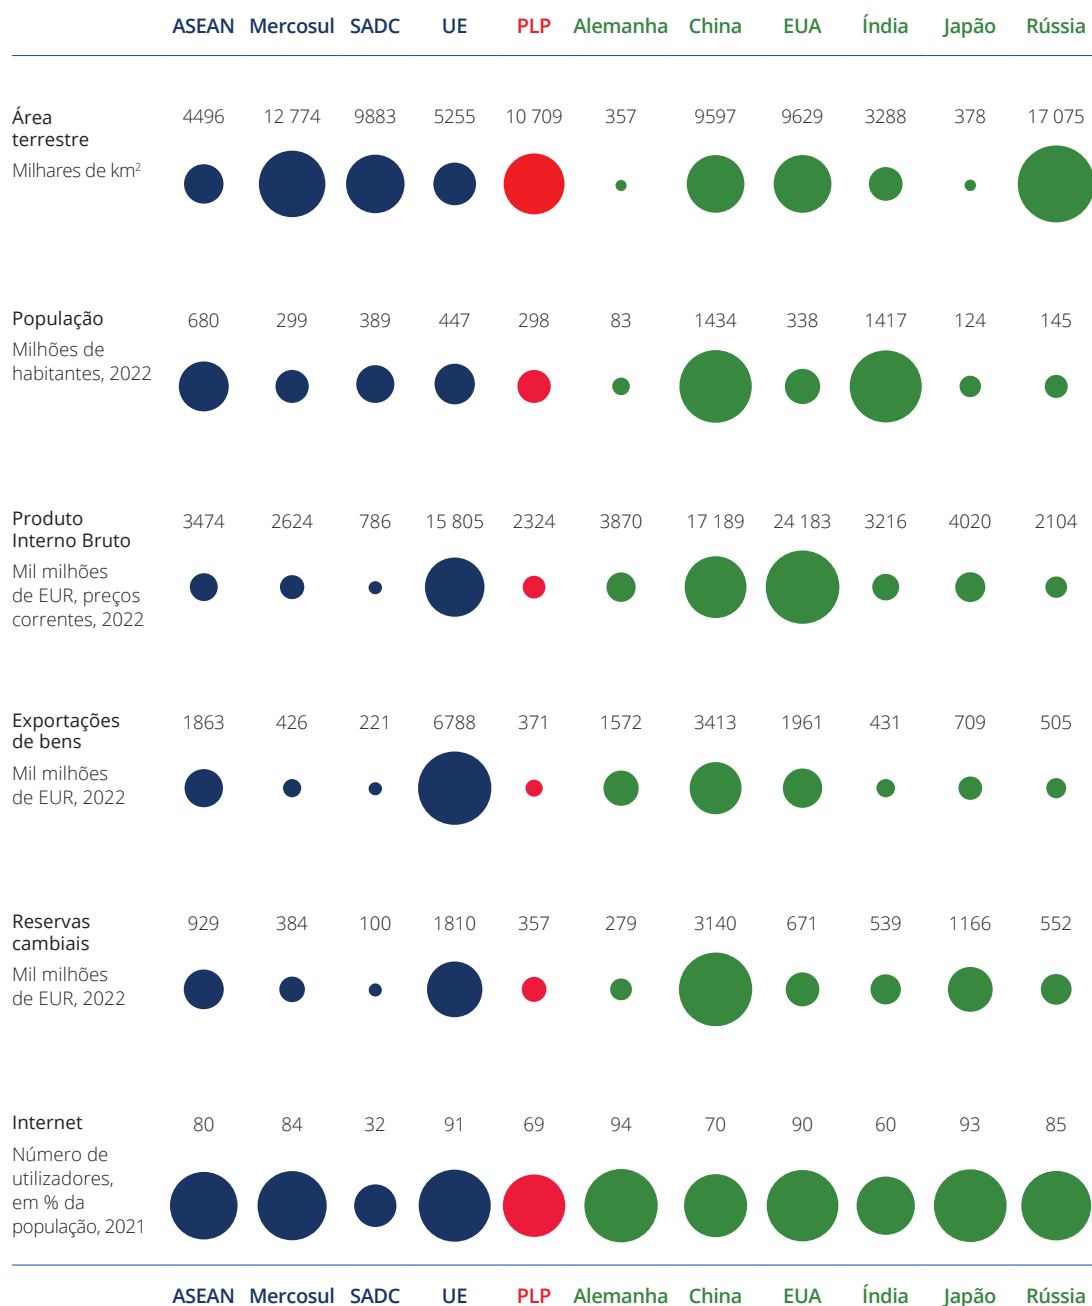 ASEAN Mercosul SADC UE PLP Alemanha China EUA Índia Japão Rússia
Área 4496 12 774 9883 5255 10 709 357 9597 9629 3288 378 17 075
terrestre
Milhares de km²
População 680 299 389 447 298 83 1434 338 1417 124 145
Milhões de
habitantes, 2022
Produto 3474 2624 786 15 805 2324 3870 17 189 24 183 3216 4020 2104
Interno Bruto
Mil milhões
de EUR, preços
correntes, 2022
Exportações 1863 426 221 6788 371 1572 3413 1961 431 709 505
de bens
Mil milhões
de EUR, 2022
Reservas 929 384 100 1810 357 279 3140 671 539 1166 552
cambiais
Mil milhões
de EUR, 2022
Internet 80 84 32 91 69 94 70 90 60 93 85
Número de
utilizadores,
em % da
população, 2021
ASEAN Mercosul SADC UE PLP Alemanha China EUA Índia Japão Rússia